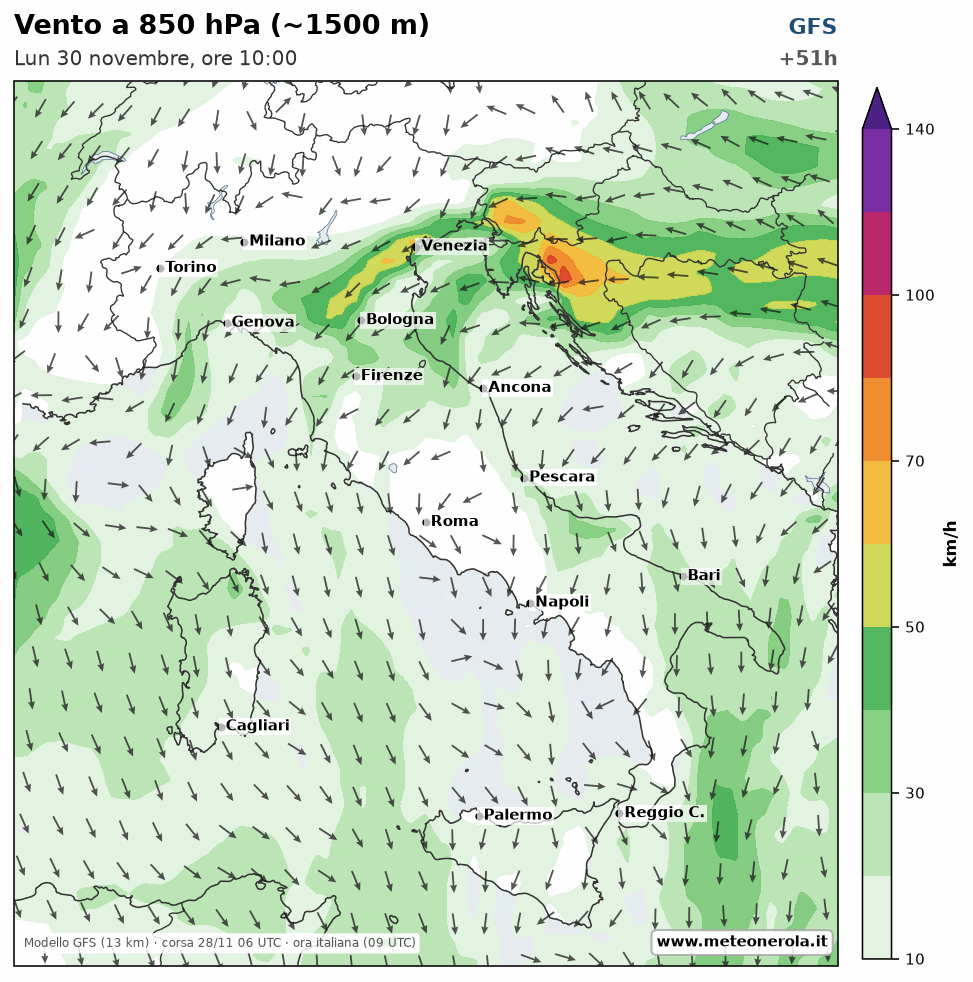 Vento a 850 hPa (~1500 m)
GFS
Lun 30 novembre, ore 10:00
+51h
140
100
70
50
30
10
km/h
Milano
Venezia
Torino
Genova
Bologna
Firenze
Ancona
Pescara
Roma
Bari
Napoli
Cagliari
Palermo
Reggio C.
Modello GFS (13 km) · corsa 28/11 06 UTC · ora italiana (09 UTC)
www.meteonerola.it